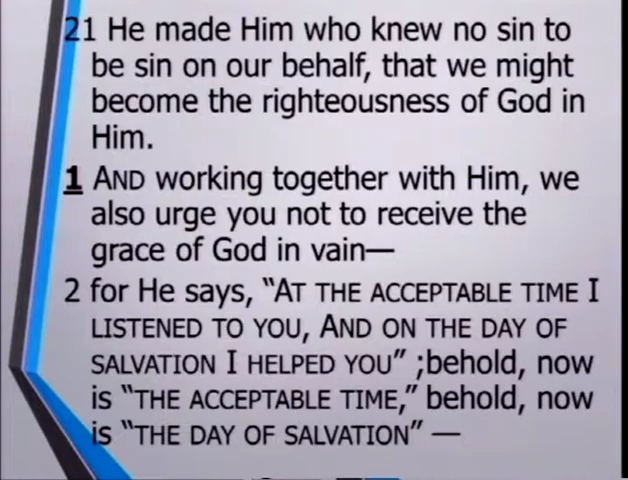 21 He made Him who knew no sin to
be sin on our behalf, that we might
become the righteousness of God in
Him.
1 AND working together with Him, we
also urge you not to receive the
grace of God in vain—
2 for He says, “AT THE ACCEPTABLE TIME I
LISTENED TO YOU, AND ON THE DAY OF
SALVATION I HELPED YOU” ;behold, now
is “THE ACCEPTABLE TIME,” behold, now
is “THE DAY OF SALVATION” —